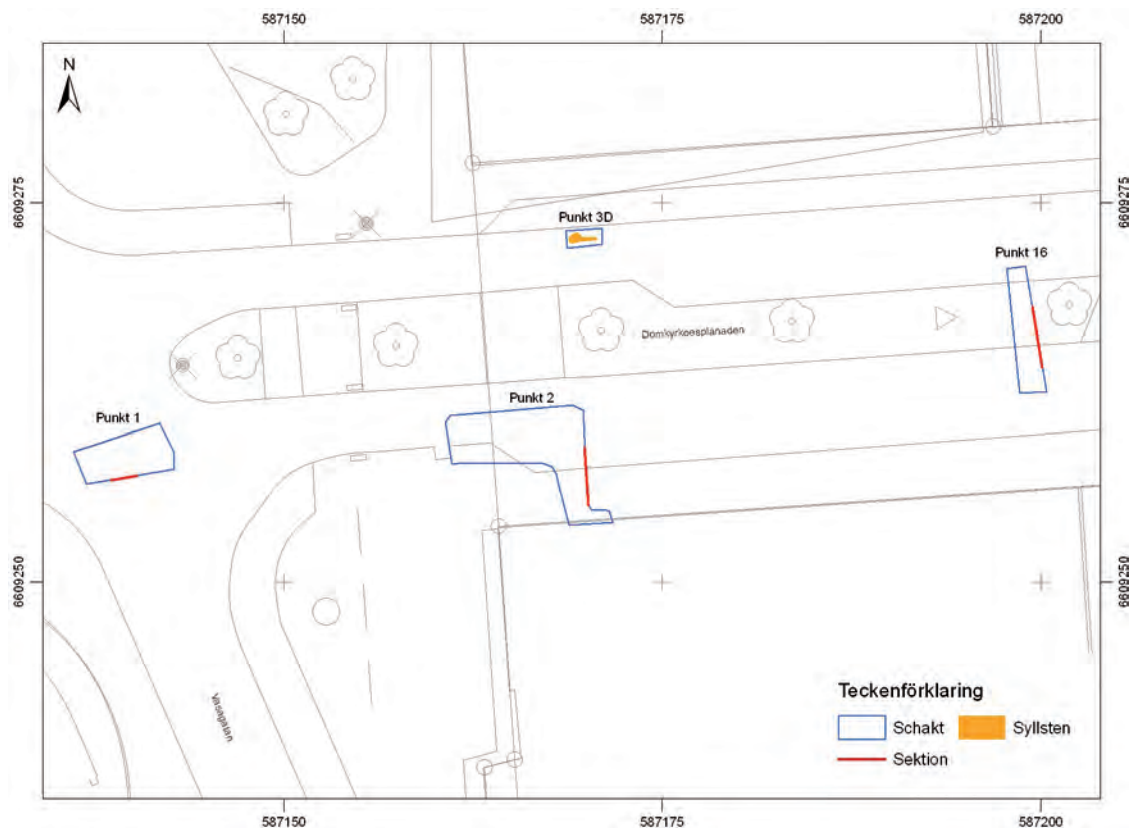 587150 587175 587200
N
6609275 6609275
Punkt 3D
Punkt 16
Domkyrkoesplanaden
Punkt 2
Punkt 1
6609250 6609250
Vasagatan
Teckenförklaring
Schakt Syllsten
Sektion
587150 587175 587200